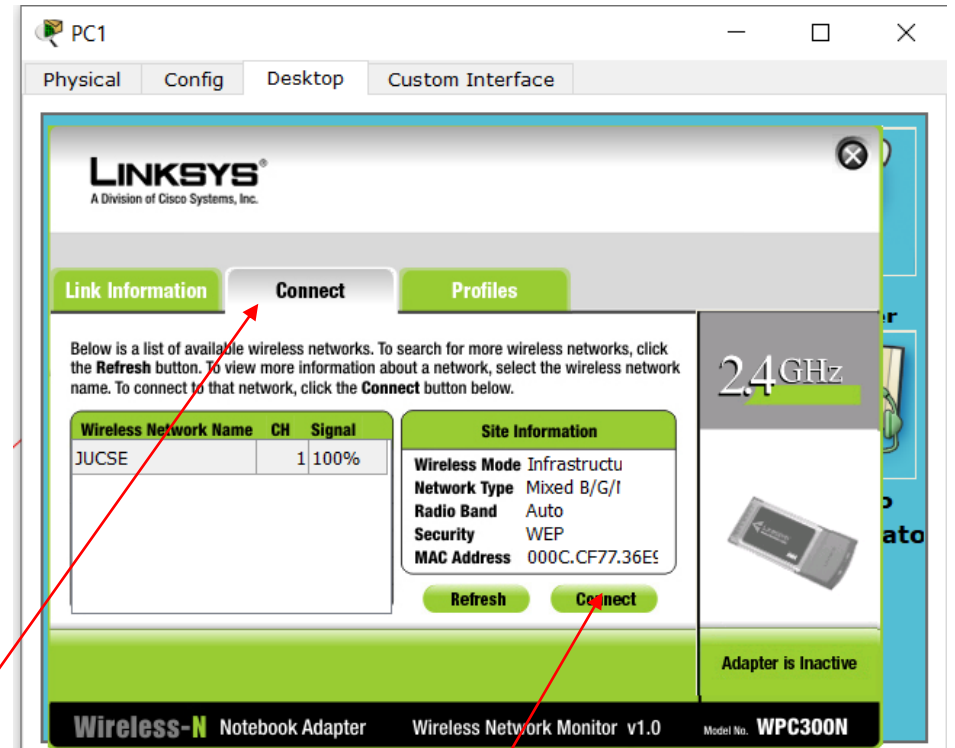 PC1
Physical Config Desktop Custom Interface
LINKSYS®
A Division of Cisco Systems, Inc.
Link Information Connect Profiles
Below is a list of available wireless networks. To search for more wireless networks, click
the Refresh button. To view more information about a network, select the wireless network
name. To connect to that network, click the Connect button below.
2.4GHz
Wireless Network Name CH Signal
JUCSE 1 100%
Site Information
Wireless Mode Infrastructu
Network Type Mixed B/G/I
Radio Band Auto
Security WEP
MAC Address 000C.CF77.36E9
Refresh Connect
Adapter is Inactive
Wireless-N Notebook Adapter Wireless Network Monitor v1.0 Model No. WPC300N
r
ato